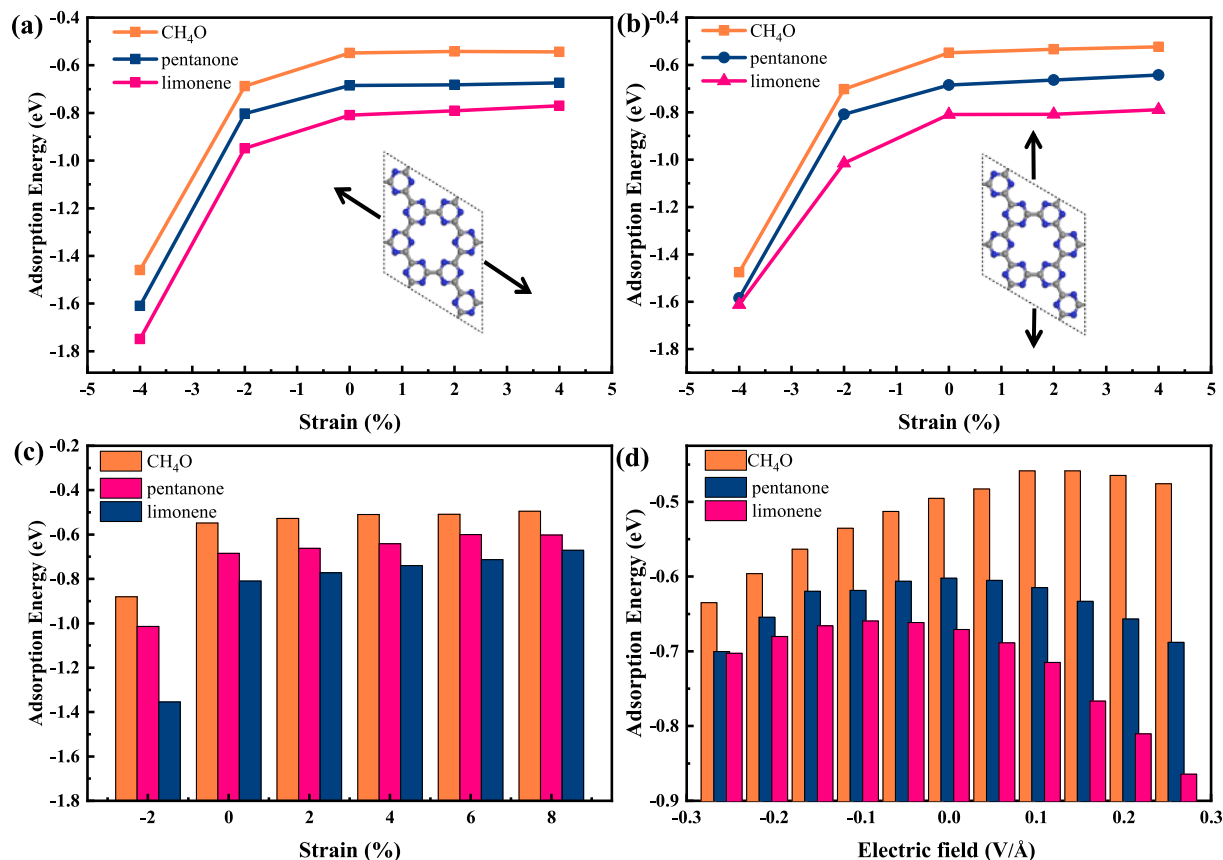 (a)
CH₄O
pentanone
limonene
-0.4
-0.6
-0.8
-1.0
-1.2
-1.4
-1.6
-1.8
Adsorption Energy (eV)
-5 -4 -3 -2 -1 0 1 2 3 4 5
Strain (%)
(b)
CH₄O
pentanone
limonene
-0.4
-0.6
-0.8
-1.0
-1.2
-1.4
-1.6
-1.8
Adsorption Energy (eV)
-5 -4 -3 -2 -1 0 1 2 3 4 5
Strain (%)
(c)
CH₄O
pentanone
limonene
-0.2
-0.4
-0.6
-0.8
-1.0
-1.2
-1.4
-1.6
-1.8
Adsorption Energy (eV)
-2 0 2 4 6 8
Strain (%)
(d)
CH₄O
pentanone
limonene
-0.5
-0.6
-0.7
-0.8
-0.9
Adsorption Energy (eV)
-0.3 -0.2 -0.1 0.0 0.1 0.2 0.3
Electric field (V/Å)